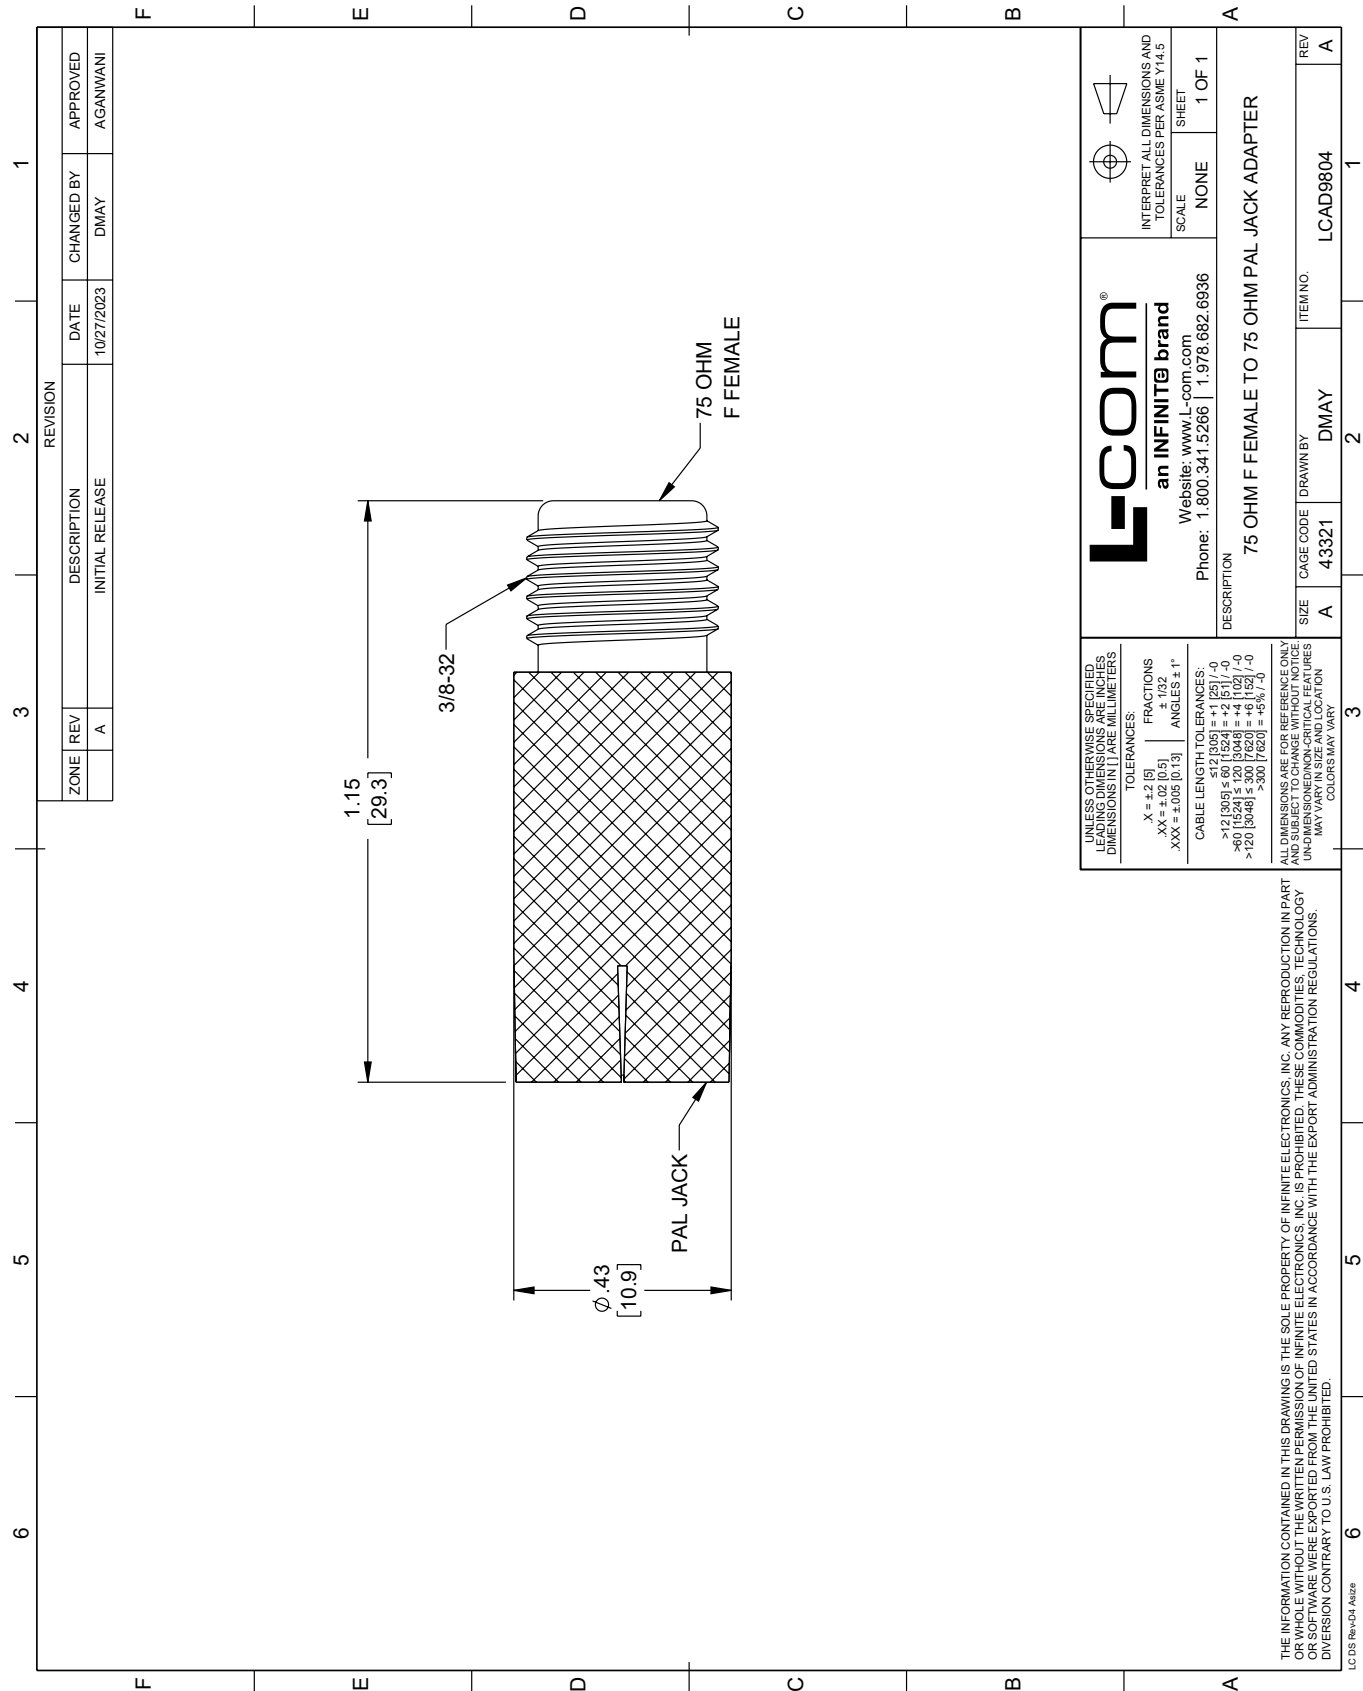 6 5 4 3 2 1
F
E
D
C
B
A
REVISION
ZONE REV DESCRIPTION DATE CHANGED BY APPROVED
A INITIAL RELEASE 10/27/2023 DMAY AGANWANI
1.15
[29.3]
3/8-32
75 OHM
F FEMALE
PAL JACK
Ø.43
[10.9]
UNLESS OTHERWISE SPECIFIED
LEADING DIMENSIONS ARE INCHES
DIMENSIONS IN [ ] ARE MILLIMETERS
TOLERANCES:
.X = ±.2 [5]
.XX = ±.02 [0.5]
.XXX = ±.005 [0.13]
FRACTIONS
± 1/32
ANGLES ± 1°
CABLE LENGTH TOLERANCES:
≤12 [305] = +1 [25] / -0
>12 [305] ≤ 60 [1524] = +2 [51] / -0
>60 [1524] ≤ 120 [3048] = +4 [102] / -0
>120 [3048] ≤ 300 [7620] = +6 [152] / -0
>300 [7620] = +5% / -0
ALL DIMENSIONS ARE FOR REFERENCE ONLY
AND SUBJECT TO CHANGE WITHOUT NOTICE.
UN-DIMENSIONED/NON-CRITICAL FEATURES
MAY VARY IN SIZE AND LOCATION
COLORS MAY VARY
L-com®
an INFINITe brand
Website: www.L-com.com
Phone: 1.800.341.5266 | 1.978.682.6936
INTERPRET ALL DIMENSIONS AND
TOLERANCES PER ASME Y14.5
SCALE
NONE
SHEET
1 OF 1
DESCRIPTION
75 OHM F FEMALE TO 75 OHM PAL JACK ADAPTER
SIZE
A
CAGE CODE
43321
DRAWN BY
DMAY
ITEM NO.
LCAD9804
REV
A
THE INFORMATION CONTAINED IN THIS DRAWING IS THE SOLE PROPERTY OF INFINITE ELECTRONICS, INC. ANY REPRODUCTION IN PART
OR WHOLE WITHOUT THE WRITTEN PERMISSION OF INFINITE ELECTRONICS, INC. IS PROHIBITED. THESE COMMODITIES, TECHNOLOGY
OR SOFTWARE WERE EXPORTED FROM THE UNITED STATES IN ACCORDANCE WITH THE EXPORT ADMINISTRATION REGULATIONS.
DIVERSION CONTRARY TO U.S. LAW PROHIBITED.
F
E
D
C
B
A
6 5 4 3 2 1
LC DS Rev-D4 Asize